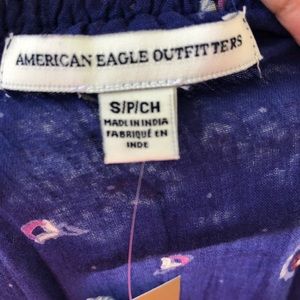 AMERICAN EAGLE OUTFITTERS
S/P/CH
MADE IN INDIA
FABRIQUÉ EN
INDE